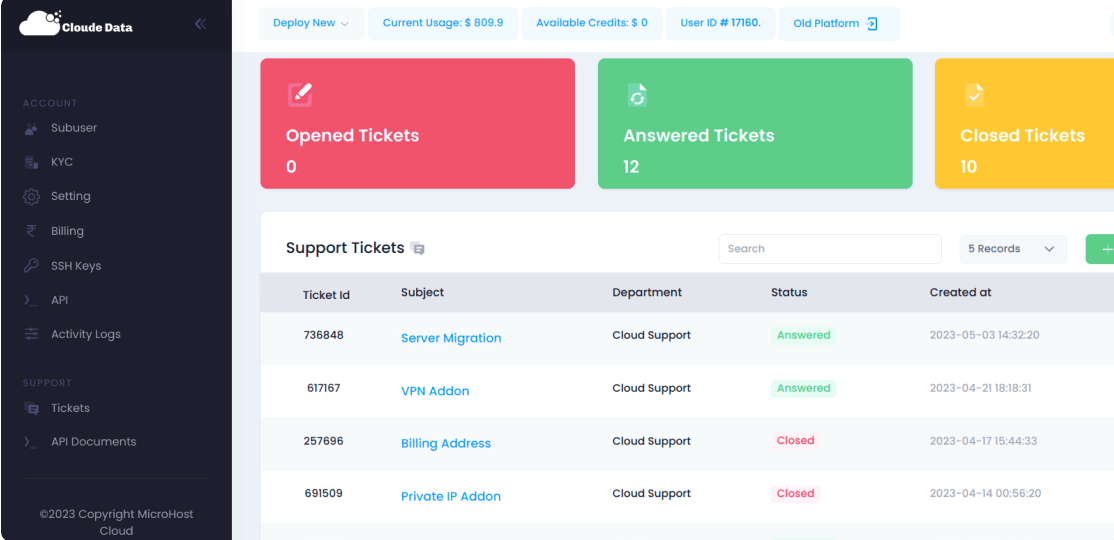 Cloude Data
ACCOUNT
Subuser
KYC
Setting
Billing
SSH Keys
API
Activity Logs
SUPPORT
Tickets
API Documents
©2023 Copyright MicroHost
Cloud
Deploy New
Current Usage: $ 809.9
Available Credits: $ 0
User ID # 17160.
Old Platform
Opened Tickets
0
Answered Tickets
12
Closed Tickets
10
Support Tickets
Search
5 Records
Ticket Id Subject Department Status Created at
736848 Server Migration Cloud Support Answered 2023-05-03 14:32:20
617167 VPN Addon Cloud Support Answered 2023-04-21 18:18:31
257696 Billing Address Cloud Support Closed 2023-04-17 15:44:33
691509 Private IP Addon Cloud Support Closed 2023-04-14 00:56:20